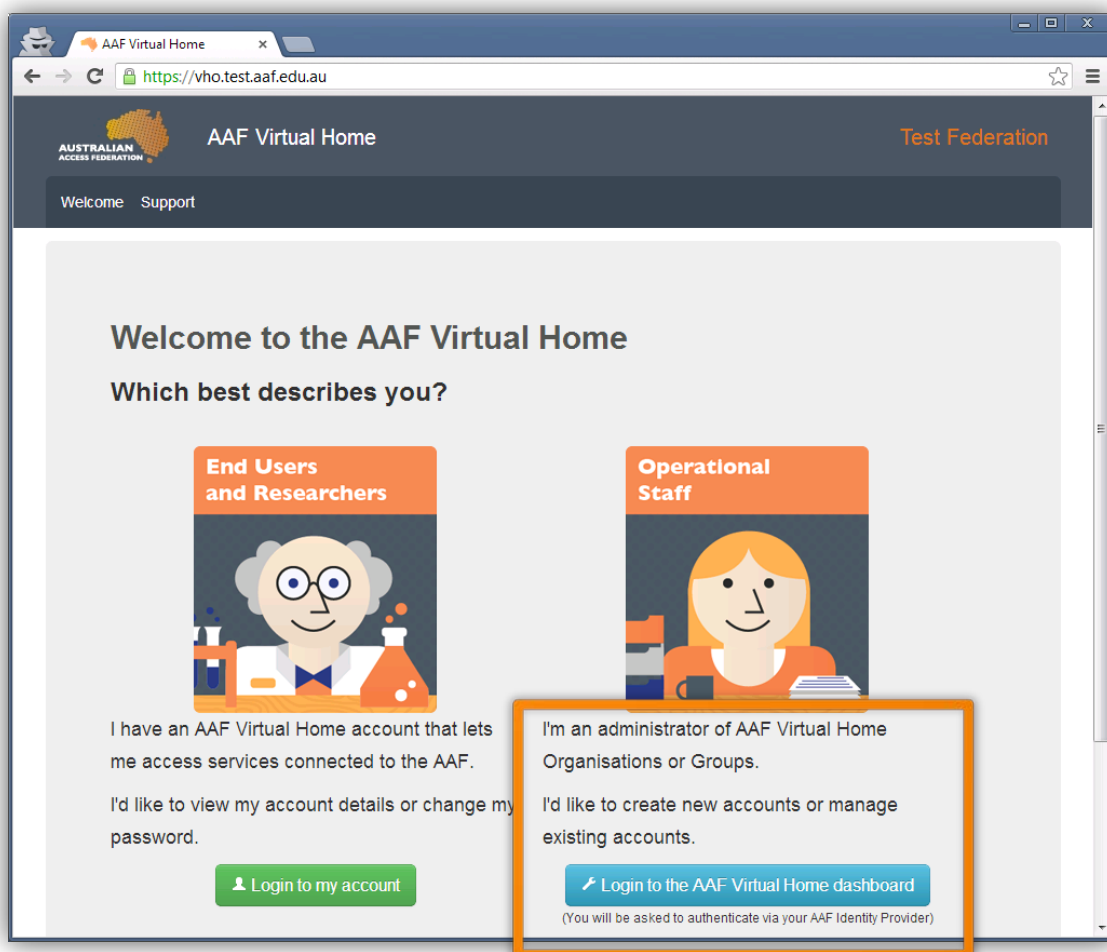 AAF Virtual Home
https://vho.test.aaf.edu.au
AUSTRALIAN
ACCESS FEDERATION
AAF Virtual Home
Test Federation
Welcome Support
Welcome to the AAF Virtual Home
Which best describes you?
End Users
and Researchers
I have an AAF Virtual Home account that lets
me access services connected to the AAF.
I'd like to view my account details or change my
password.
Login to my account
Operational
Staff
I'm an administrator of AAF Virtual Home
Organisations or Groups.
I'd like to create new accounts or manage
existing accounts.
Login to the AAF Virtual Home dashboard
(You will be asked to authenticate via your AAF Identity Provider)